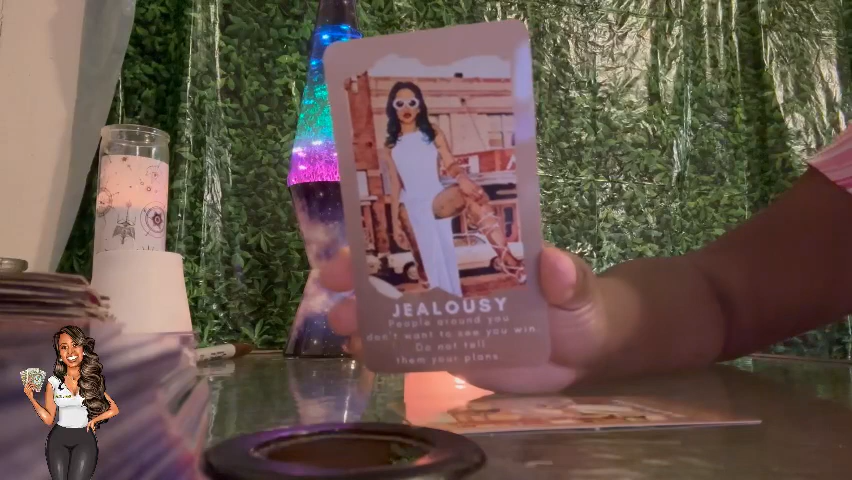 JEALOUSY
People around you
don't want to see you win
Do not tell
them your plans